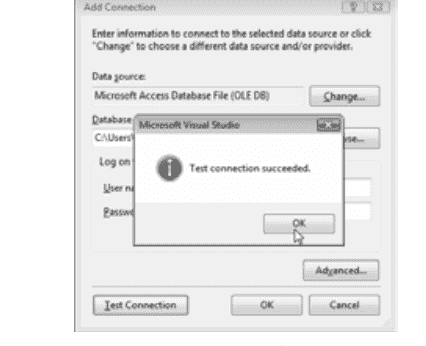 Add Connection
Enter information to connect to the selected data source or click
"Change" to choose a different data source and/or provider.
Data source:
Microsoft Access Database File (OLE DB)
Change...
Database
Microsoft Visual Studio
C:\Users\
Test connection succeeded.
Log on
User
OK
Advanced...
Test Connection
OK
Cancel